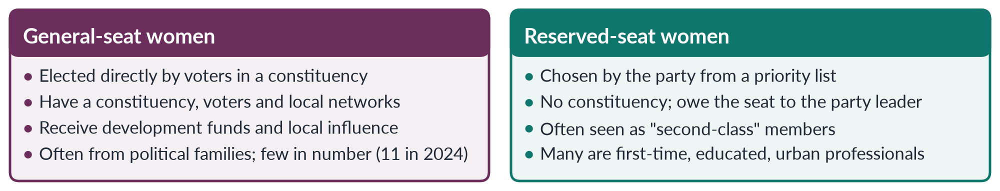 General-seat women
• Elected directly by voters in a constituency
• Have a constituency, voters and local networks
• Receive development funds and local influence
• Often from political families; few in number (11 in 2024)
Reserved-seat women
• Chosen by the party from a priority list
• No constituency; owe the seat to the party leader
• Often seen as "second-class" members
• Many are first-time, educated, urban professionals